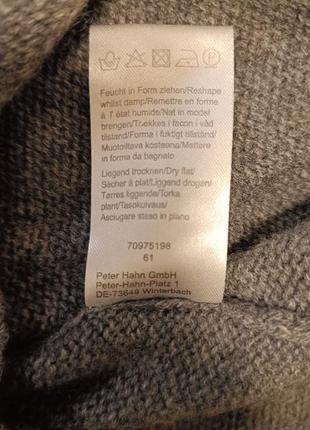 Feucht in Form ziehen/Reshape
whilst damp/Remettre en forme
à l' état humide/Nat in model
brengen/Trækkes i facon i våd
tilstand/Forma i fuktigt tillstånd/
Muotoiltava kosteana/Mettere
in forma da bagnato
Liegend trocknen/Dry flat/
Sécher à plat/Liggend drogen/
Tørres liggende/Torka
plant/Tasokuivaus/
Asciugare steso in piano
70975198
61
Peter Hahn GmbH
Peter-Hahn-Platz 1
DE-73649 Winterbach